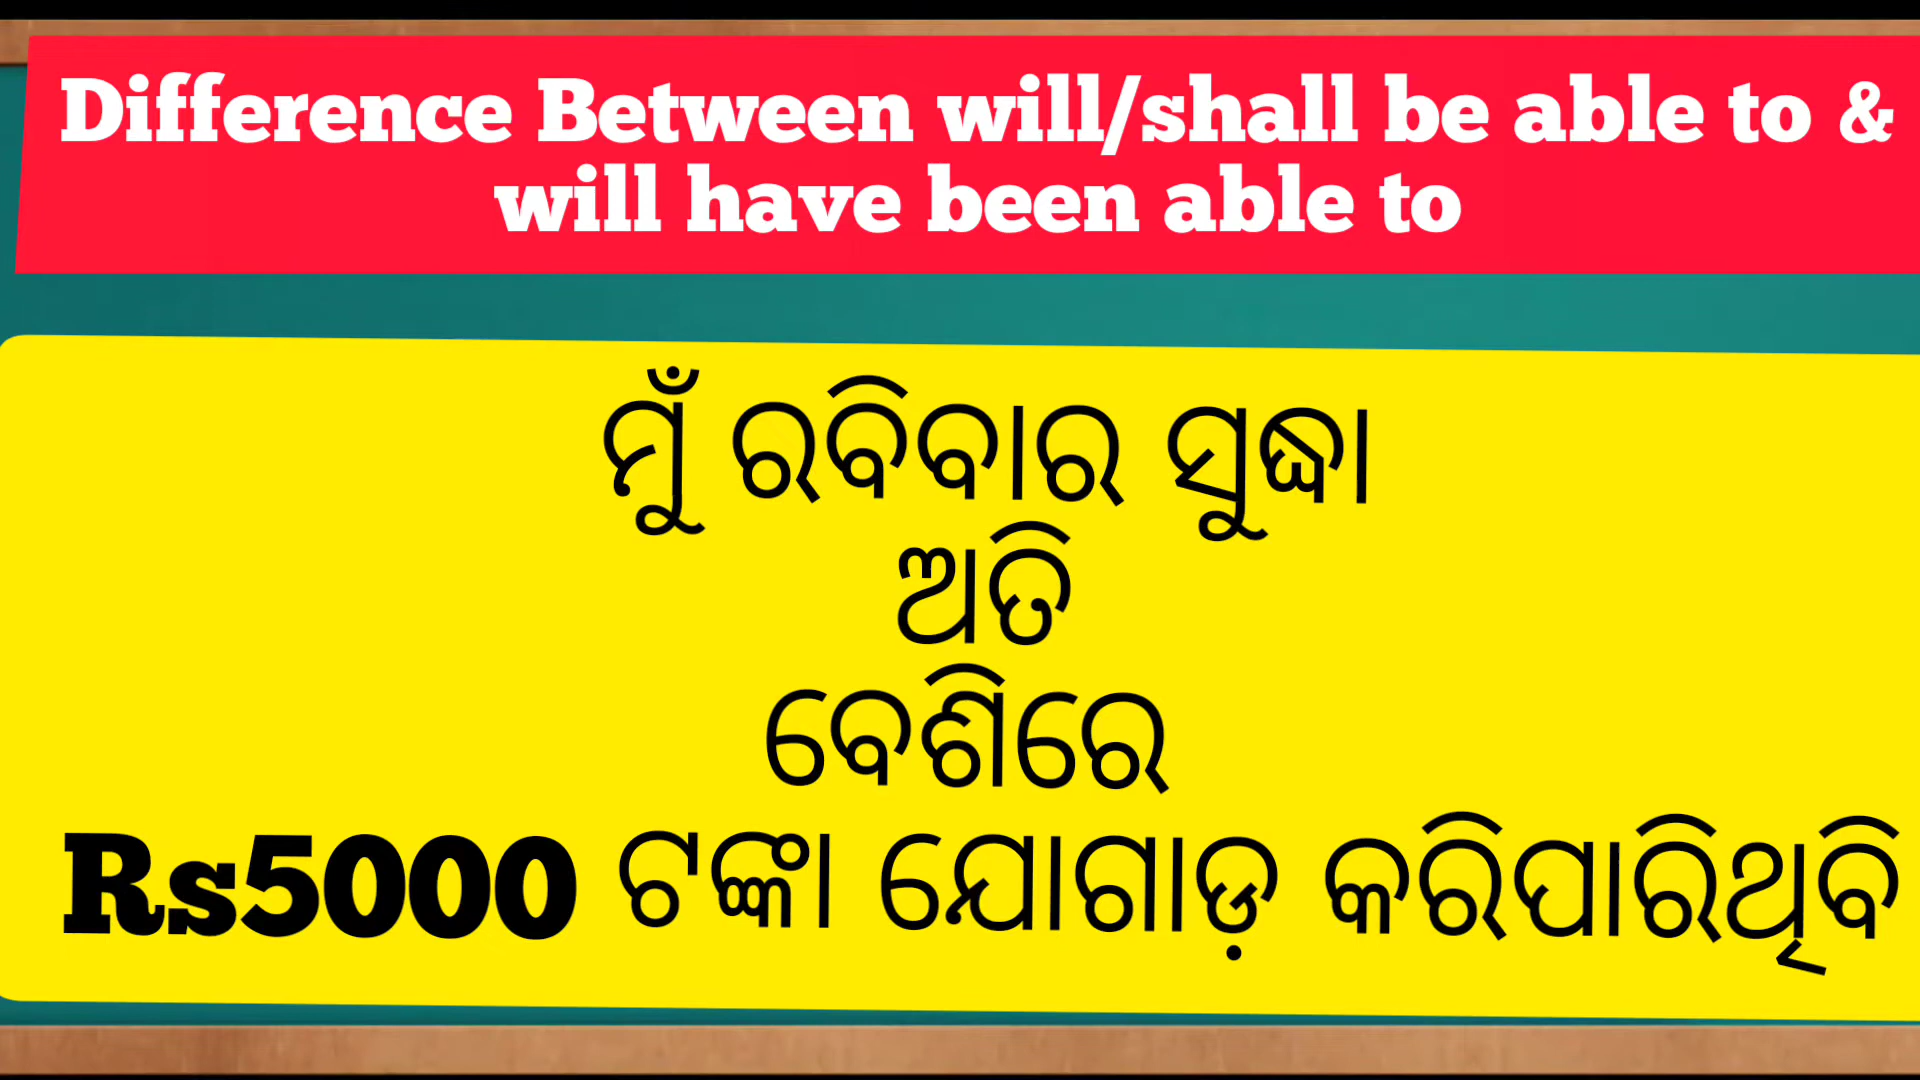 Difference Between will/shall be able to &
will have been able to
ମୁଁ ରବିବାର ସୁଦ୍ଧା
ଅତି
ବେଶିରେ
Rs5000 ଟଙ୍କା ଯୋଗାଡ଼ କରିପାରିଥିବି